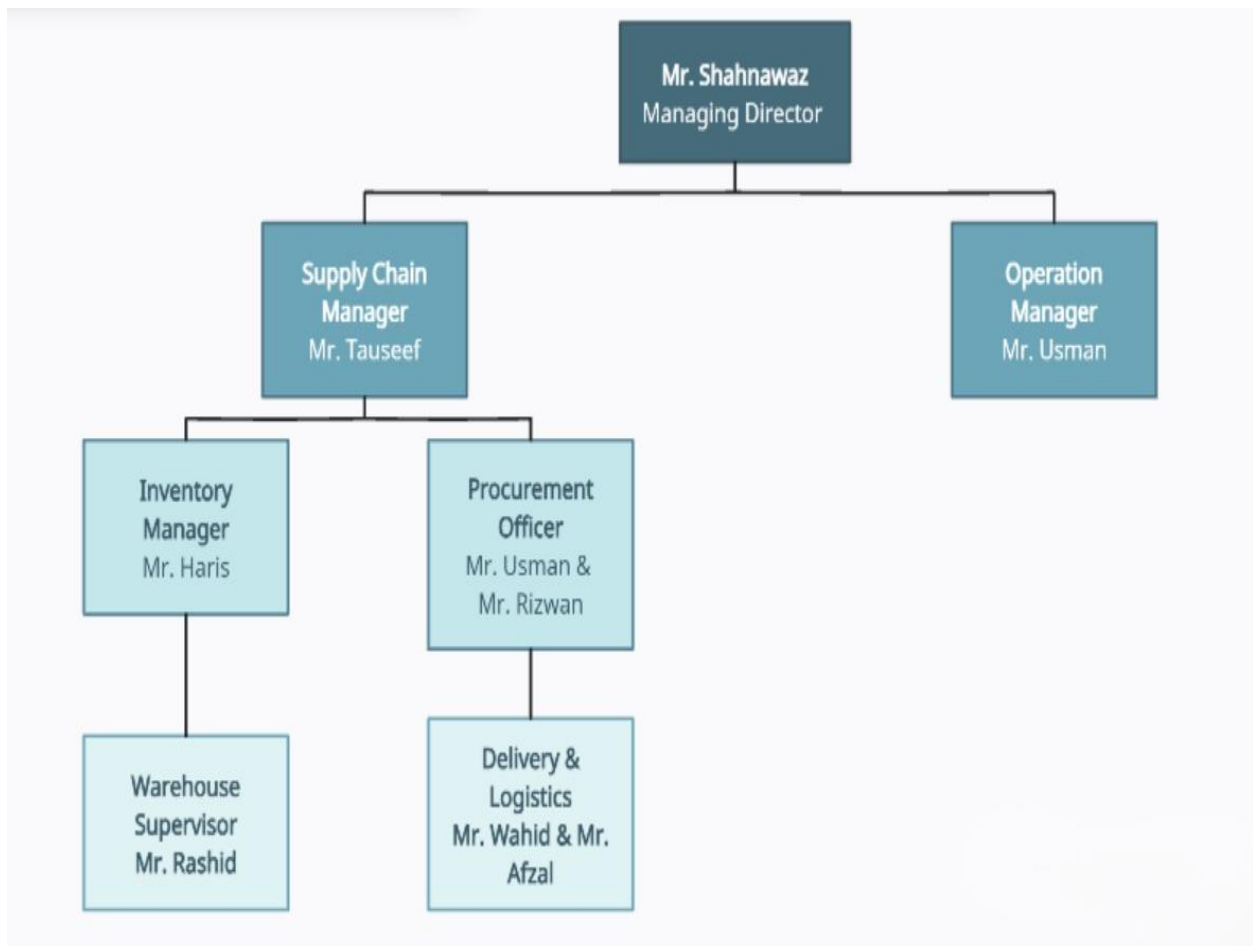 Mr. Shahnawaz
Managing Director
Supply Chain
Manager
Mr. Tauseef
Operation
Manager
Mr. Usman
Inventory
Manager
Mr. Haris
Procurement
Officer
Mr. Usman &
Mr. Rizwan
Warehouse
Supervisor
Mr. Rashid
Delivery &
Logistics
Mr. Wahid & Mr.
Afzal